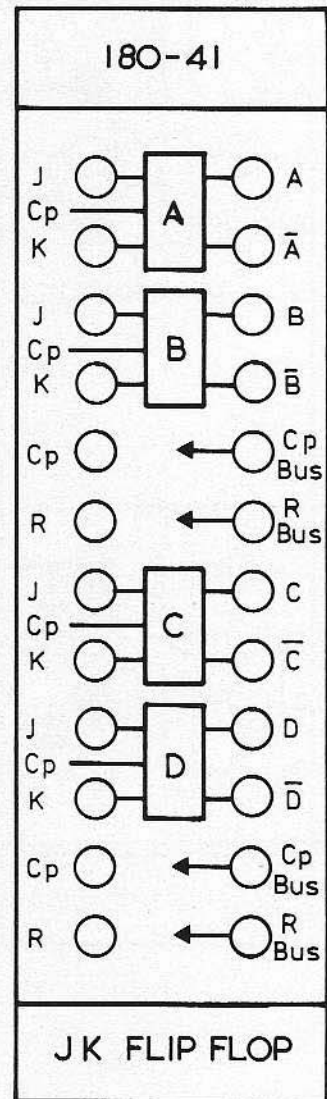 180-41
J A
Cp A
K A̅
J B
Cp B
K B̅
Cp Cp Bus
R R Bus
J C
Cp C
K C̅
J D
Cp D
K D̅
Cp Cp Bus
R R Bus
JK FLIP FLOP